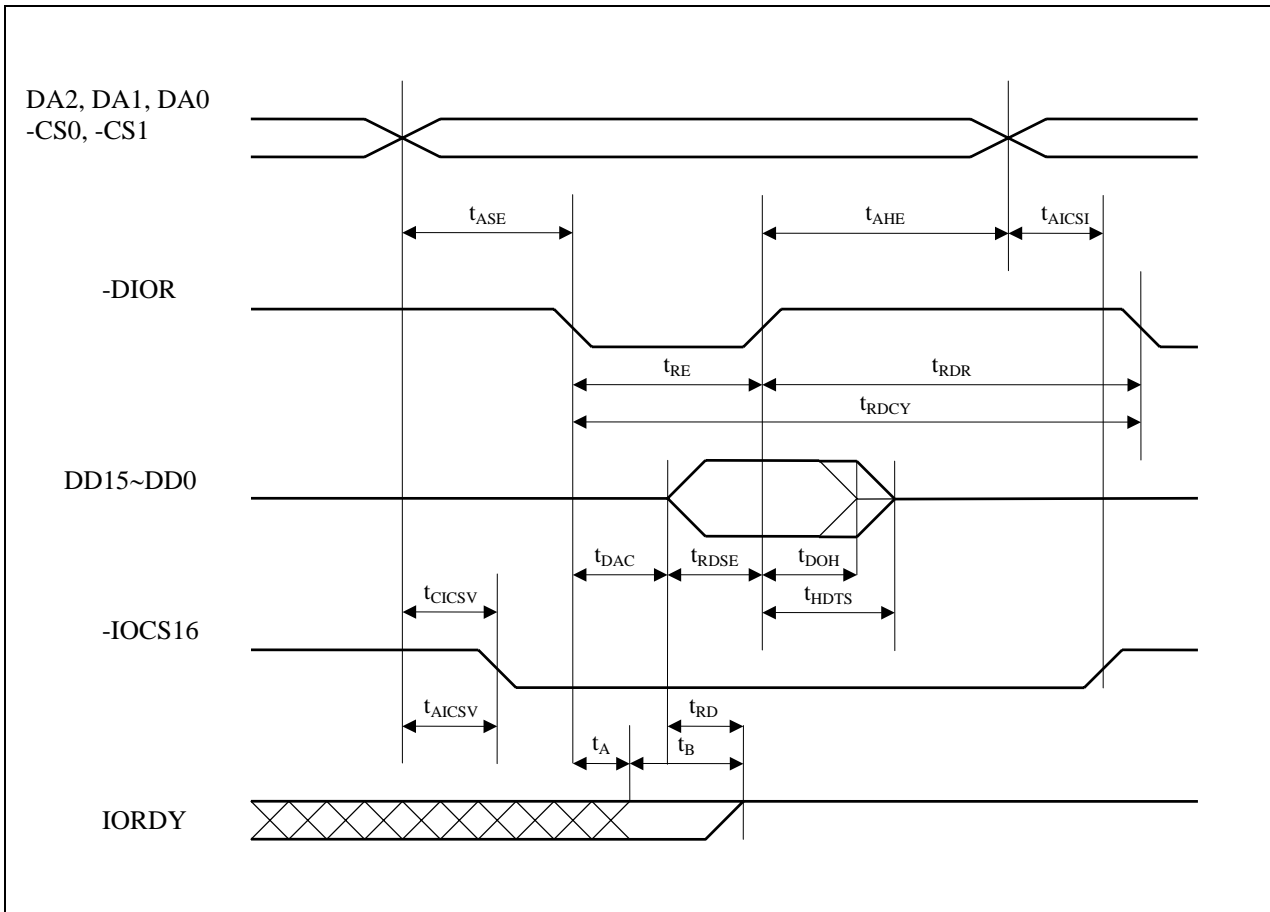 DA2, DA1, DA0
-CS0, -CS1
tASE
tAHE
tAICSI
-DIOR
tRE
tRDR
tRDCY
DD15~DD0
tDAC
tRDSE
tDOH
tHDTS
tCICSV
-IOCS16
tAICSV
tRD
tA
tB
IORDY